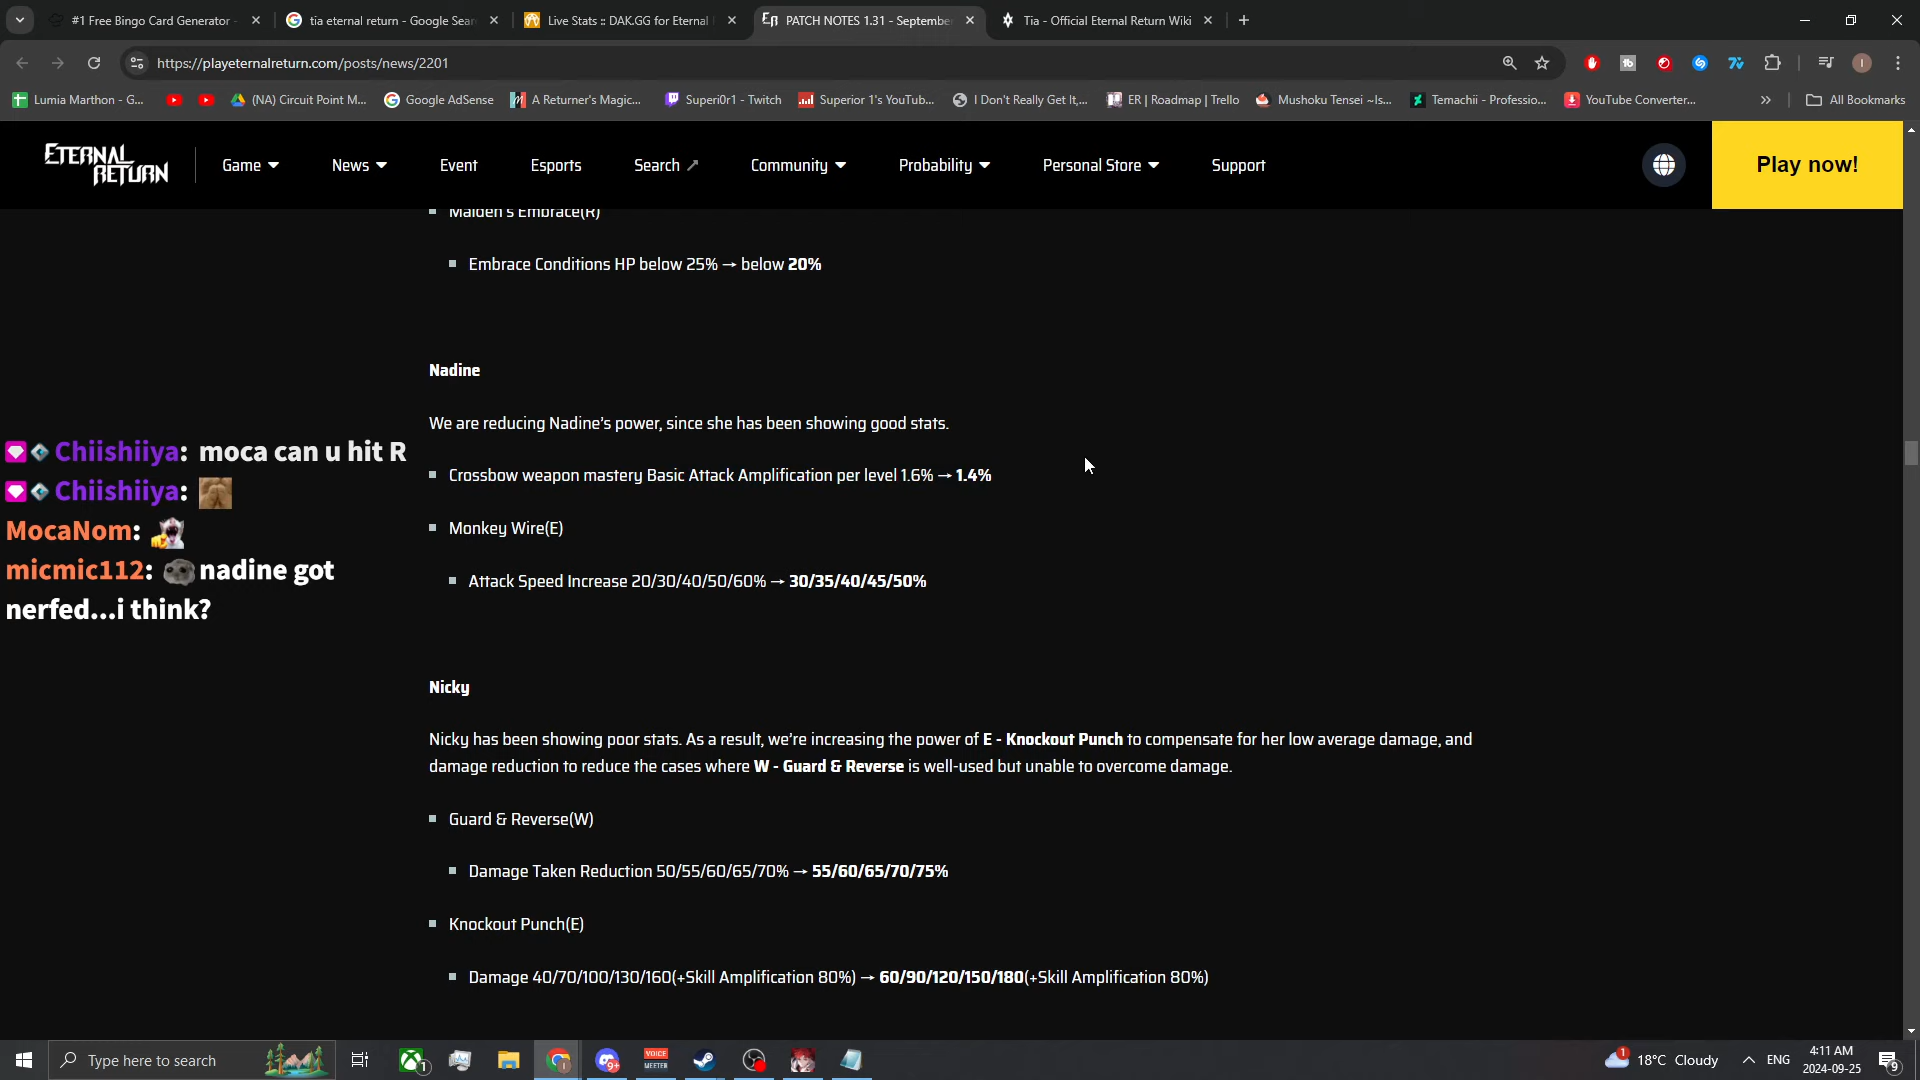 #1 Free Bingo Card Generator -
tia eternal return - Google Sear
Live Stats :: DAK.GG for Eternal
PATCH NOTES 1.31 - September
Tia - Official Eternal Return Wiki
https://playeternalreturn.com/posts/news/2201
Lumia Marthon - G...
(NA) Circuit Point M...
Google AdSense
A Returner's Magic...
Superi0r1 - Twitch
Superior 1's YouTub...
I Don't Really Get It,...
ER | Roadmap | Trello
Mushoku Tensei ~Is...
Temachii - Professio...
YouTube Converter...
»
All Bookmarks
ETERNAL RETURN
Game
News
Event
Esports
Search
Community
Probability
Personal Store
Support
Play now!
Maiden's Embrace(R)
Embrace Conditions HP below 25% → below 20%
Nadine
We are reducing Nadine's power, since she has been showing good stats.
Crossbow weapon mastery Basic Attack Amplification per level 1.6% → 1.4%
Monkey Wire(E)
Attack Speed Increase 20/30/40/50/60% → 30/35/40/45/50%
Nicky
Nicky has been showing poor stats. As a result, we're increasing the power of E - Knockout Punch to compensate for her low average damage, and
damage reduction to reduce the cases where W - Guard & Reverse is well-used but unable to overcome damage.
Guard & Reverse(W)
Damage Taken Reduction 50/55/60/65/70% → 55/60/65/70/75%
Knockout Punch(E)
Damage 40/70/100/130/160(+Skill Amplification 80%) → 60/90/120/150/180(+Skill Amplification 80%)
Chiishiiya: moca can u hit R
Chiishiiya:
MocaNom:
micmic112: nadine got
nerfed...i think?
Type here to search
1
9+
VOICE
MEETER
1
18°C Cloudy
ENG
4:11 AM
2024-09-25
9